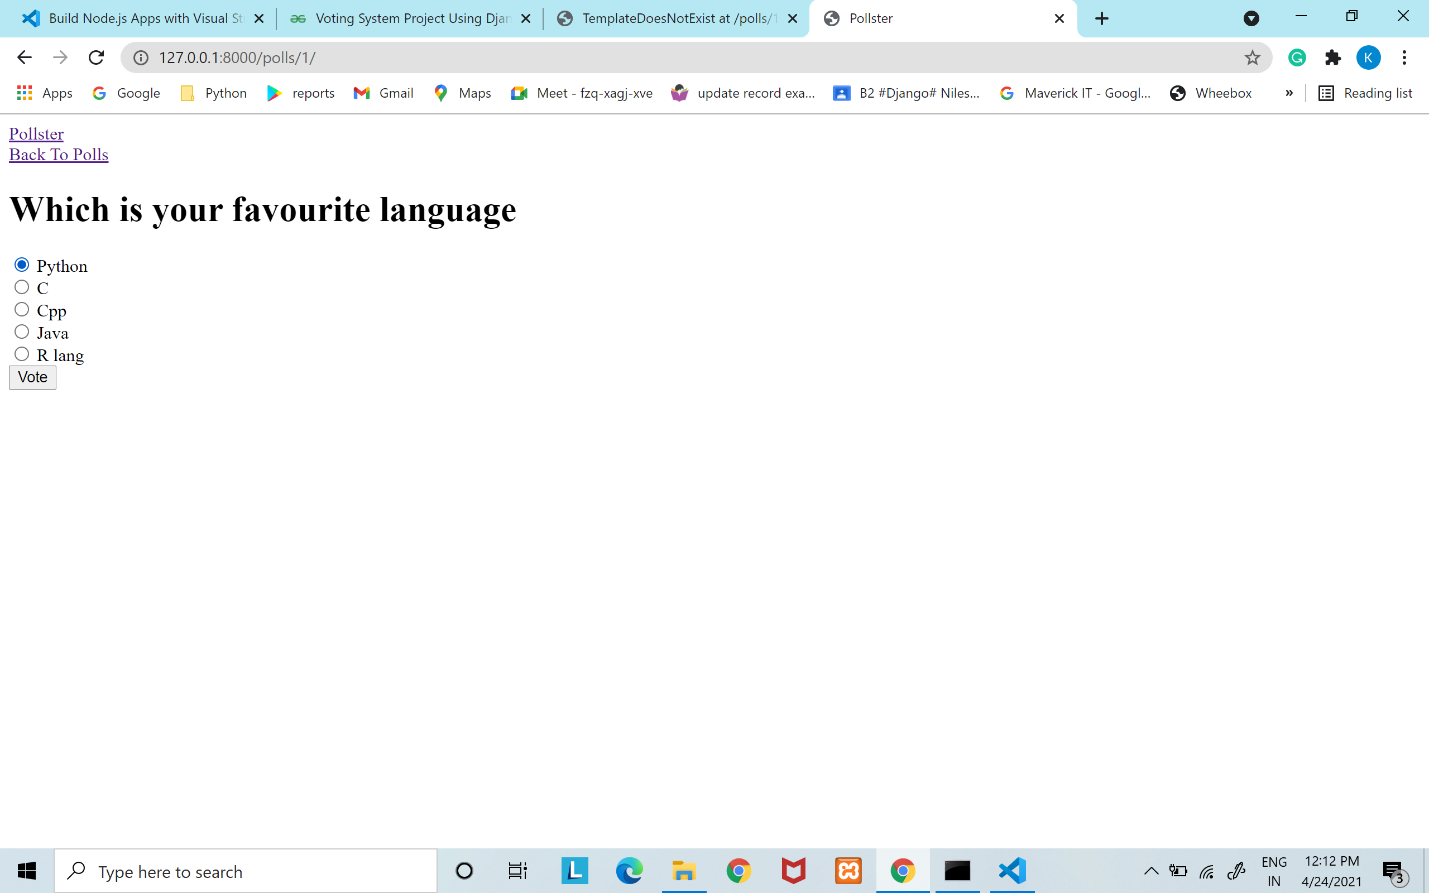 Build Node.js Apps with Visual St
Voting System Project Using Djan
TemplateDoesNotExist at /polls/1
Pollster
127.0.0.1:8000/polls/1/
K
Apps
Google
Python
reports
Gmail
Maps
Meet - fzq-xagj-xve
update record exa...
B2 #Django# Niles...
Maverick IT - Googl...
Wheebox
»
Reading list
Pollster
Back To Polls
Which is your favourite language
Python
C
Cpp
Java
R lang
Vote
Type here to search
L
ENG
IN
12:12 PM
4/24/2021
3